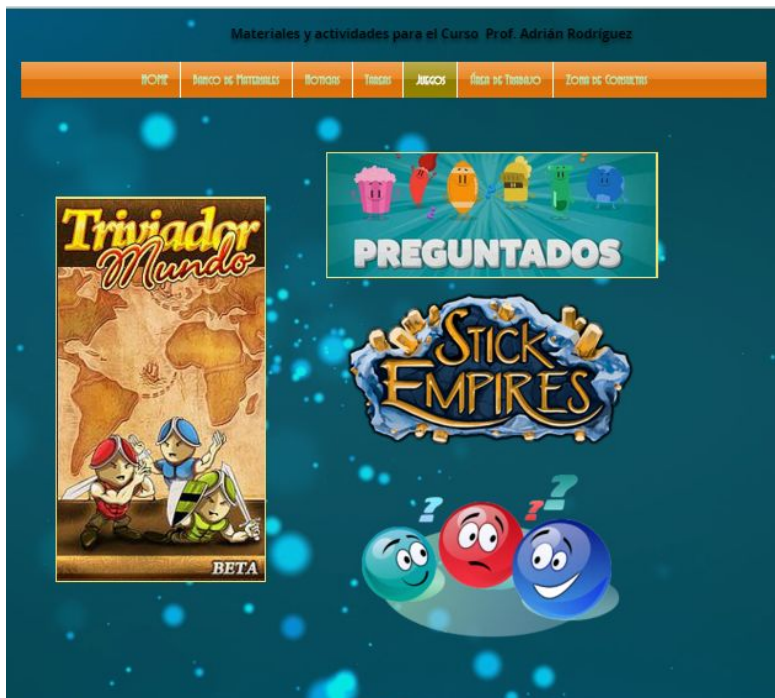 Materiales y actividades para el Curso Prof. Adrián Rodríguez
HOME Banco de Materiales Noticias Tareas Juegos Área de Trabajo Zona de Consultas
Triviador
Mundo
BETA
PREGUNTADOS
STICK
EMPIRES
?
? ?